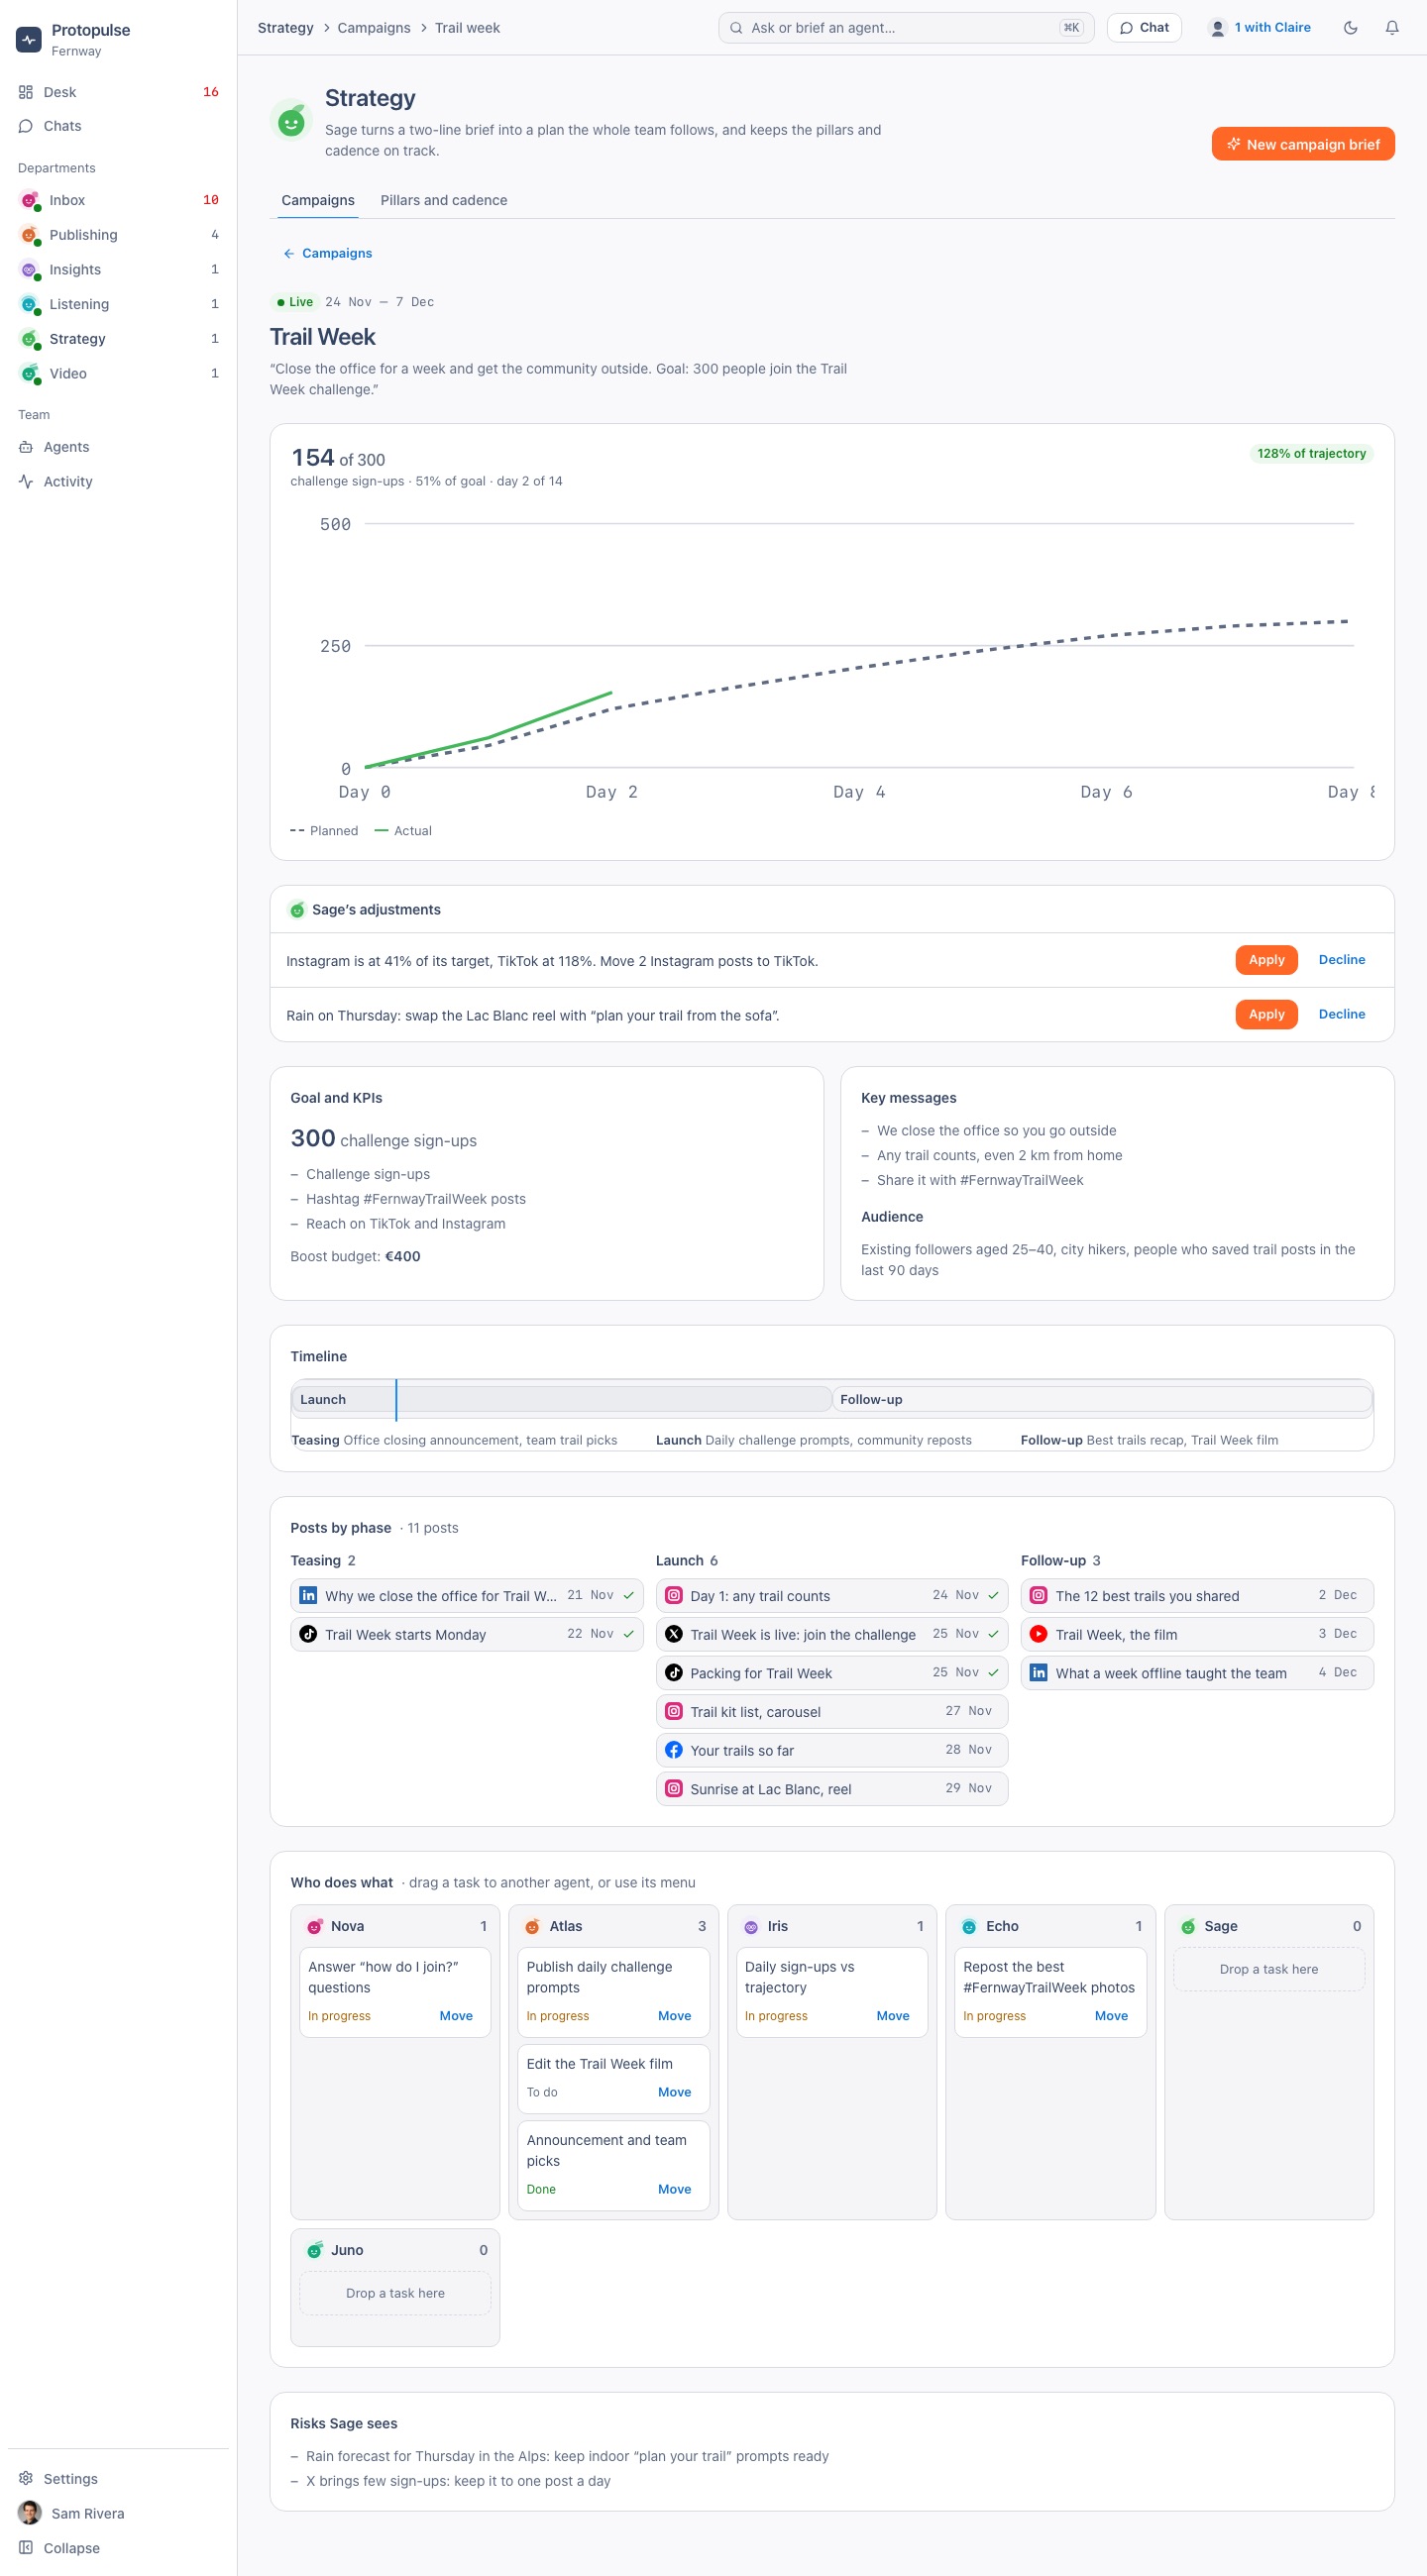 Protopulse
Fernway
Desk 16
Chats
Departments
Inbox 10
Publishing 4
Insights 1
Listening 1
Strategy 1
Video 1
Team
Agents
Activity
Settings
Sam Rivera
Collapse
Strategy > Campaigns > Trail week
Ask or brief an agent... ⌘K
Chat
1 with Claire
Strategy
Sage turns a two-line brief into a plan the whole team follows, and keeps the pillars and
cadence on track.
New campaign brief
Campaigns Pillars and cadence
← Campaigns
Live 24 Nov – 7 Dec
Trail Week
“Close the office for a week and get the community outside. Goal: 300 people join the Trail
Week challenge.”
154 of 300
128% of trajectory
challenge sign-ups · 51% of goal · day 2 of 14
500
250
0
Day 0 Day 2 Day 4 Day 6 Day 8
Planned Actual
Sage’s adjustments
Instagram is at 41% of its target, TikTok at 118%. Move 2 Instagram posts to TikTok.
Apply Decline
Rain on Thursday: swap the Lac Blanc reel with “plan your trail from the sofa”.
Apply Decline
Goal and KPIs
300 challenge sign-ups
– Challenge sign-ups
– Hashtag #FernwayTrailWeek posts
– Reach on TikTok and Instagram
Boost budget: €400
Key messages
– We close the office so you go outside
– Any trail counts, even 2 km from home
– Share it with #FernwayTrailWeek
Audience
Existing followers aged 25–40, city hikers, people who saved trail posts in the
last 90 days
Timeline
Launch Follow-up
Teasing Office closing announcement, team trail picks
Launch Daily challenge prompts, community reposts
Follow-up Best trails recap, Trail Week film
Posts by phase · 11 posts
Teasing 2
Why we close the office for Trail W... 21 Nov
Trail Week starts Monday 22 Nov
Launch 6
Day 1: any trail counts 24 Nov
Trail Week is live: join the challenge 25 Nov
Packing for Trail Week 25 Nov
Trail kit list, carousel 27 Nov
Your trails so far 28 Nov
Sunrise at Lac Blanc, reel 29 Nov
Follow-up 3
The 12 best trails you shared 2 Dec
Trail Week, the film 3 Dec
What a week offline taught the team 4 Dec
Who does what · drag a task to another agent, or use its menu
Nova 1
Answer “how do I join?”
questions
In progress Move
Atlas 3
Publish daily challenge
prompts
In progress Move
Edit the Trail Week film
To do Move
Announcement and team
picks
Done Move
Iris 1
Daily sign-ups vs
trajectory
In progress Move
Echo 1
Repost the best
#FernwayTrailWeek photos
In progress Move
Sage 0
Drop a task here
Juno 0
Drop a task here
Risks Sage sees
– Rain forecast for Thursday in the Alps: keep indoor “plan your trail” prompts ready
– X brings few sign-ups: keep it to one post a day